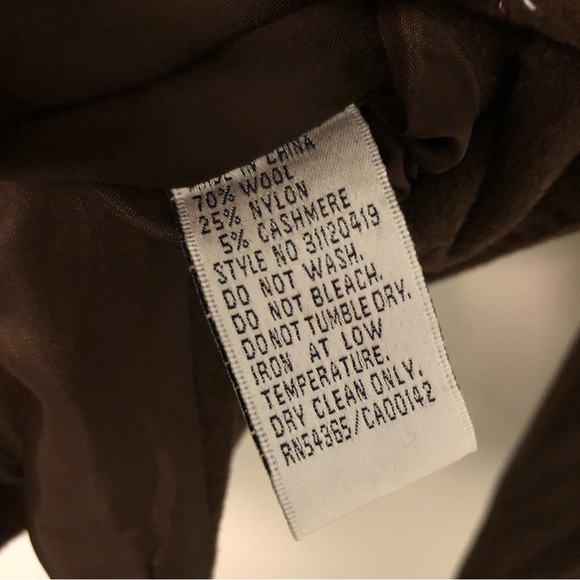 MADE IN CHINA
70% WOOL
25% NYLON
5% CASHMERE
STYLE NO 31120419
DO NOT WASH.
DO NOT BLEACH.
DO NOT TUMBLE DRY.
IRON AT LOW
TEMPERATURE.
DRY CLEAN ONLY.
RN54365/CA00142